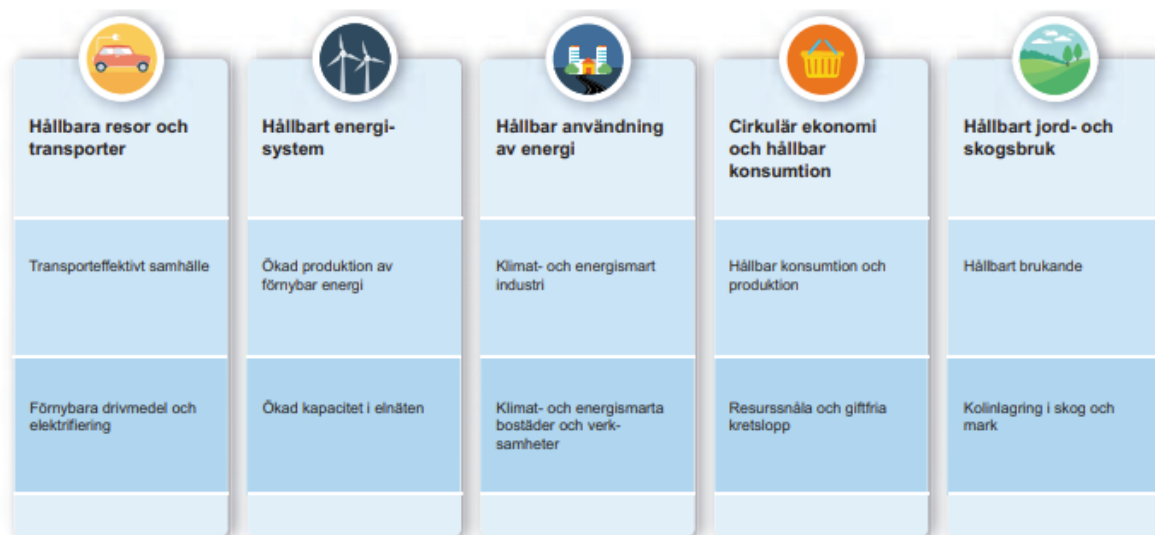 Hållbara resor och
transporter
Hållbart energi-
system
Hållbar användning
av energi
Cirkulär ekonomi
och hållbar
konsumtion
Hållbart jord- och
skogsbruk
Transporteffektivt samhälle
Ökad produktion av
förnybar energi
Klimat- och energismart
industri
Hållbar konsumtion och
produktion
Hållbart brukande
Förnybara drivmedel och
elektrifiering
Ökad kapacitet i elnäten
Klimat- och energismarta
bostäder och verk-
samheter
Resurssnåla och giftfria
kretslopp
Kolinlagring i skog och
mark